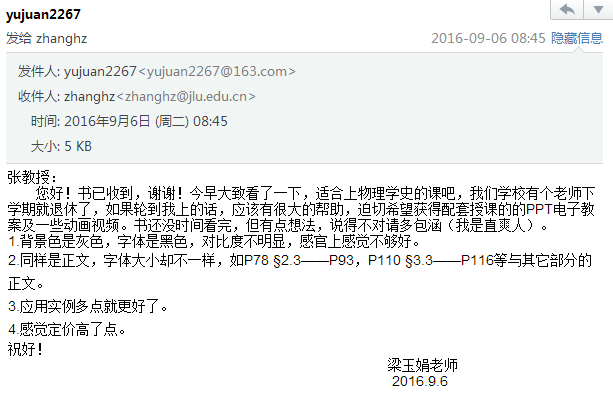 yujuan2267
发给 zhanghz
2016-09-06 08:45 隐藏信息
发件人: yujuan2267<yujuan2267@163.com>
收件人: zhanghz<zhanghz@jlu.edu.cn>
时间: 2016年9月6日 (周二) 08:45
大小: 5 KB
张教授：
您好！书已收到，谢谢！今早大致看了一下，适合上物理学史的课吧，我们学校有个老师下
学期就退休了，如果轮到我上的话，应该有很大的帮助，迫切希望获得配套授课的的PPT电子教
案及一些动画视频。书还没时间看完，但有点想法，说得不对请多包涵（我是直爽人）。
1.背景色是灰色，字体是黑色，对比度不明显，感官上感觉不够好。
2.同样是正文，字体大小却不一样，如P78 §2.3——P93，P110 §3.3——P116等与其它部分的
正文。
3.应用实例多点就更好了。
4.感觉定价高了点。
祝好！
梁玉娟老师
2016.9.6